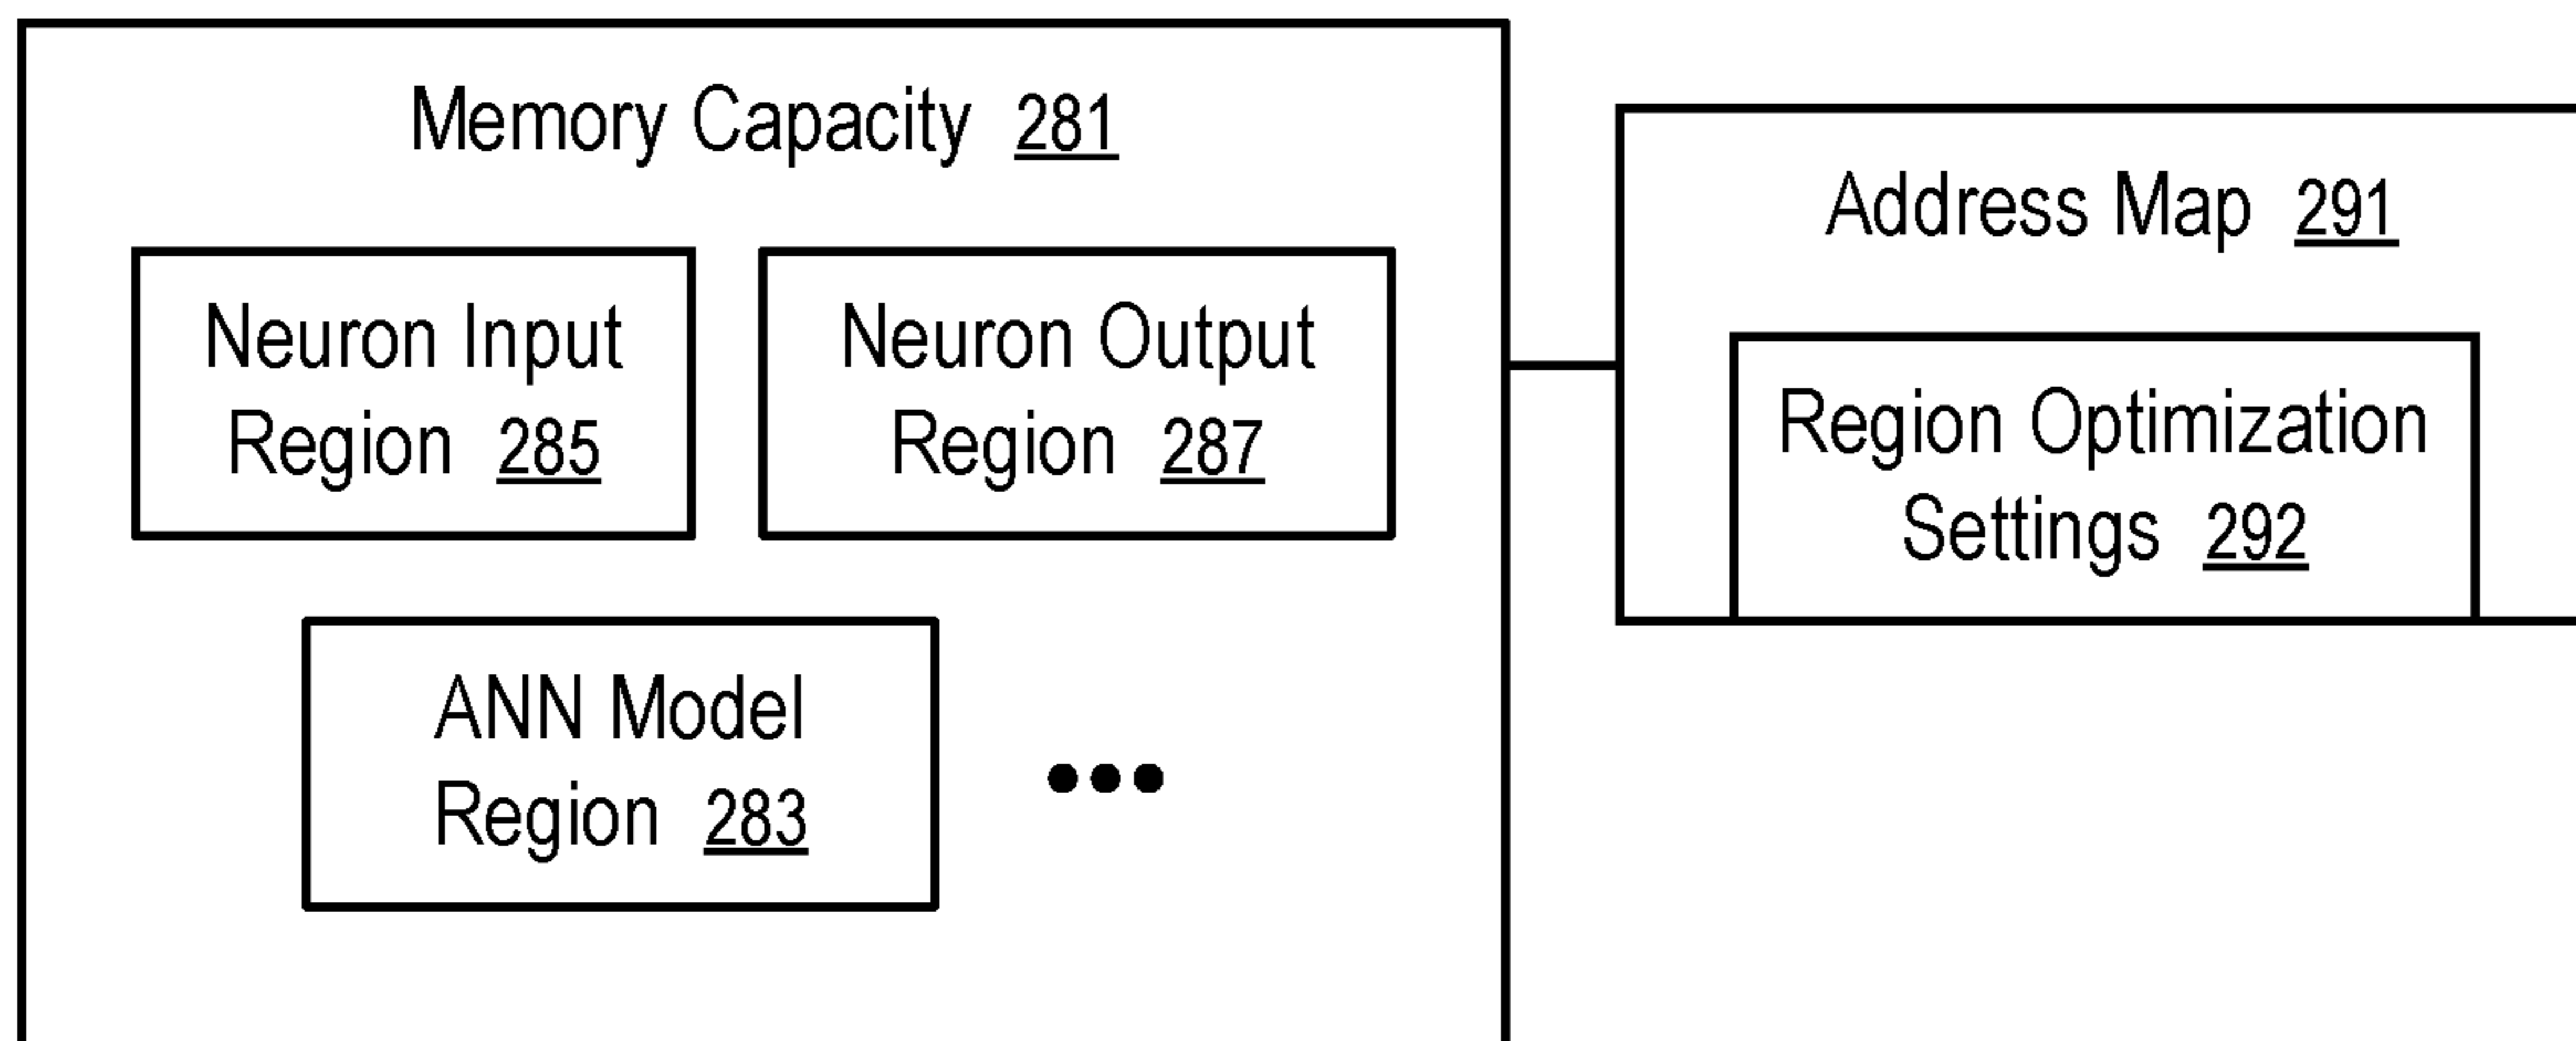 Memory Capacity 281
Neuron Input
Region 285
Neuron Output
Region 287
ANN Model
Region 283
Address Map 291
Region Optimization
Settings 292